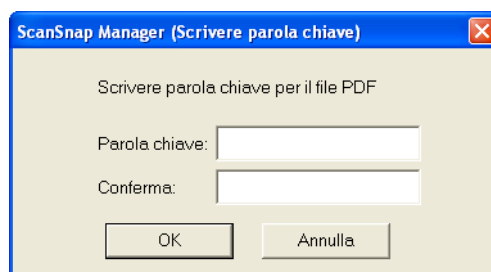 ScanSnap Manager (Scrivere parola chiave)
Scrivere parola chiave per il file PDF
Parola chiave:
Conferma:
OK Annulla